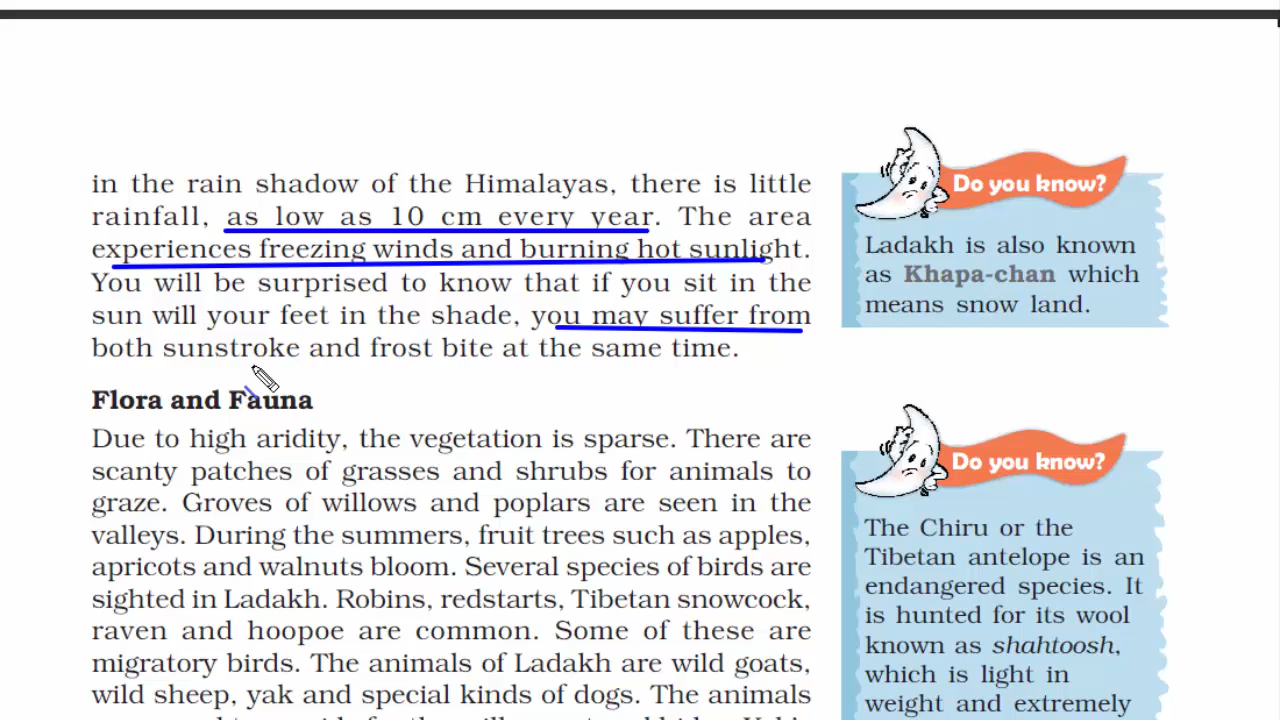 in the rain shadow of the Himalayas, there is little
rainfall, as low as 10 cm every year. The area
experiences freezing winds and burning hot sunlight.
You will be surprised to know that if you sit in the
sun will your feet in the shade, you may suffer from
both sunstroke and frost bite at the same time.
Flora and Fauna
Due to high aridity, the vegetation is sparse. There are
scanty patches of grasses and shrubs for animals to
graze. Groves of willows and poplars are seen in the
valleys. During the summers, fruit trees such as apples,
apricots and walnuts bloom. Several species of birds are
sighted in Ladakh. Robins, redstarts, Tibetan snowcock,
raven and hoopoe are common. Some of these are
migratory birds. The animals of Ladakh are wild goats,
wild sheep, yak and special kinds of dogs. The animals
Do you know?
Ladakh is also known
as Khapa-chan which
means snow land.
Do you know?
The Chiru or the
Tibetan antelope is an
endangered species. It
is hunted for its wool
known as shahtoosh,
which is light in
weight and extremely